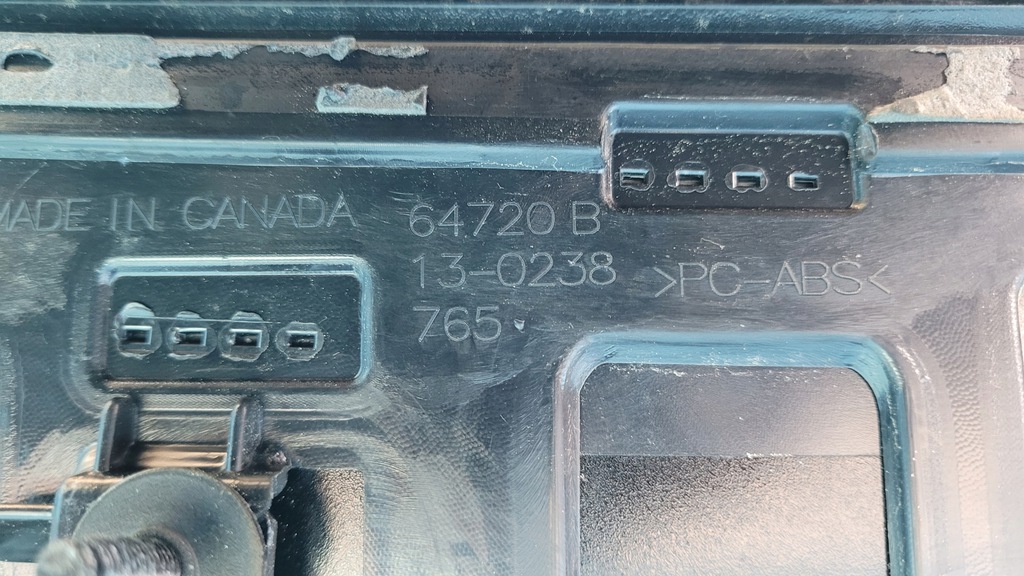 MADE IN CANADA
64720 B
13-0238
765
>PC-ABS<